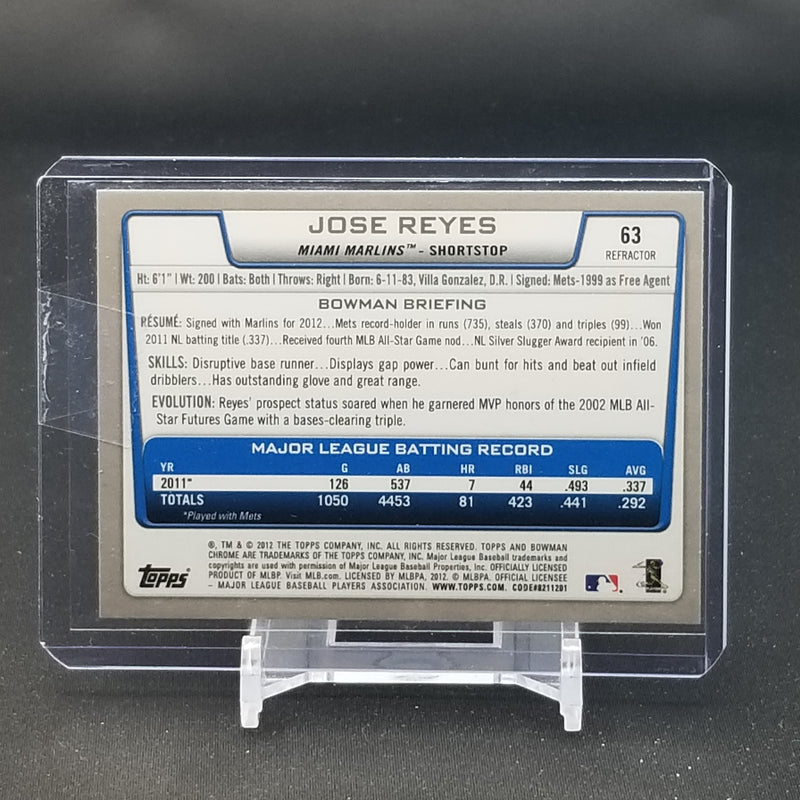 JOSE REYES
MIAMI MARLINS™ - SHORTSTOP
63
REFRACTOR
Ht: 6'1" | Wt: 200 | Bats: Both | Throws: Right | Born: 6-11-83, Villa Gonzalez, D.R. | Signed: Mets-1999 as Free Agent
BOWMAN BRIEFING
RÉSUMÉ: Signed with Marlins for 2012...Mets record-holder in runs (735), steals (370) and triples (99)...Won
2011 NL batting title (.337)...Received fourth MLB All-Star Game nod...NL Silver Slugger Award recipient in '06.
SKILLS: Disruptive base runner...Displays gap power...Can bunt for hits and beat out infield
dribblers...Has outstanding glove and great range.
EVOLUTION: Reyes' prospect status soared when he garnered MVP honors of the 2002 MLB All-
Star Futures Game with a bases-clearing triple.
MAJOR LEAGUE BATTING RECORD
YR G AB HR RBI SLG AVG
2011* 126 537 7 44 .493 .337
TOTALS 1050 4453 81 423 .441 .292
*Played with Mets
®, TM & © 2012 THE TOPPS COMPANY, INC. ALL RIGHTS RESERVED. TOPPS AND BOWMAN
CHROME ARE TRADEMARKS OF THE TOPPS COMPANY, INC. Major League Baseball trademarks and
copyrights are used with permission of Major League Baseball Properties, Inc. OFFICIALLY LICENSED
PRODUCT OF MLBP. Visit MLB.com. LICENSED BY MLBPA, 2012. © MLBPA. OFFICIAL LICENSEE
- MAJOR LEAGUE BASEBALL PLAYERS ASSOCIATION. WWW.TOPPS.COM. CODE#8211201
TOPPS